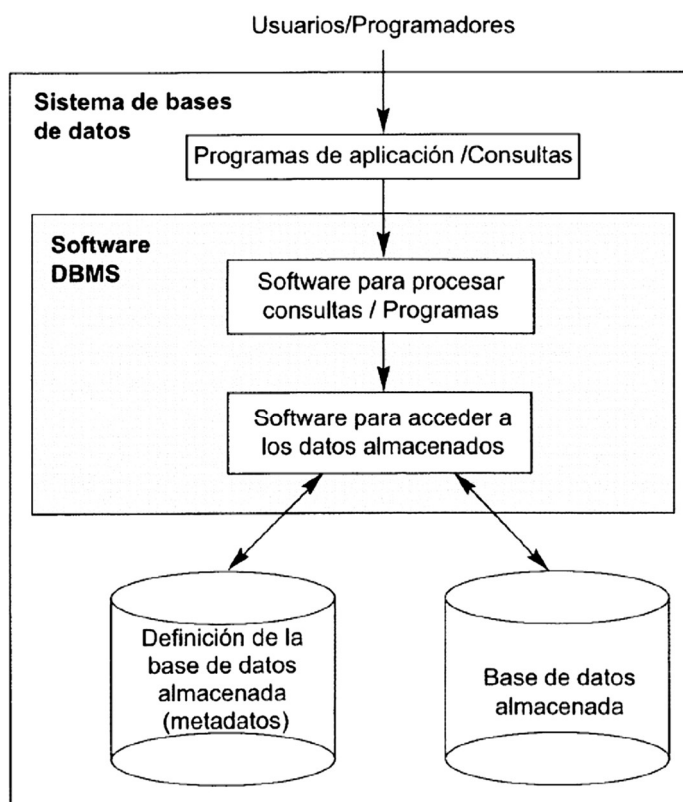 Usuarios/Programadores
Sistema de bases
de datos
Programas de aplicación /Consultas
Software
DBMS
Software para procesar
consultas / Programas
Software para acceder a
los datos almacenados
Definición de la
base de datos
almacenada
(metadatos)
Base de datos
almacenada